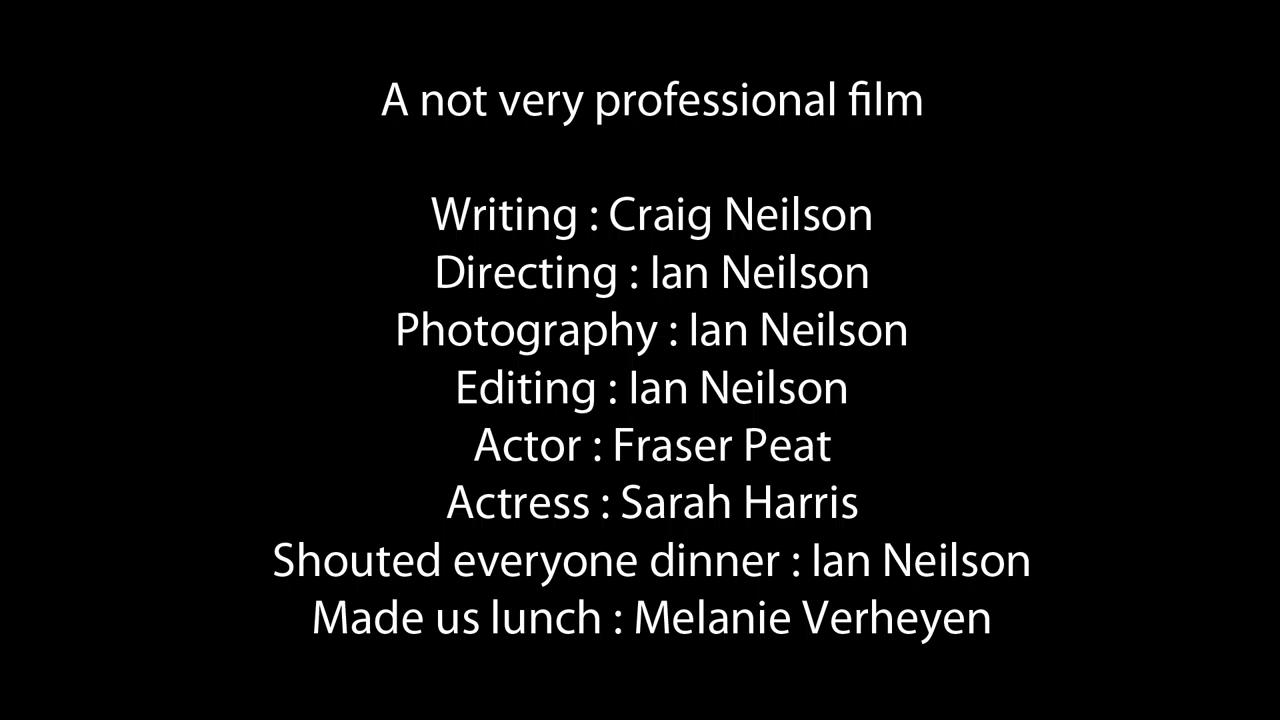 A not very professional film
Writing : Craig Neilson
Directing : Ian Neilson
Photography : Ian Neilson
Editing : Ian Neilson
Actor : Fraser Peat
Actress : Sarah Harris
Shouted everyone dinner : Ian Neilson
Made us lunch : Melanie Verheyen